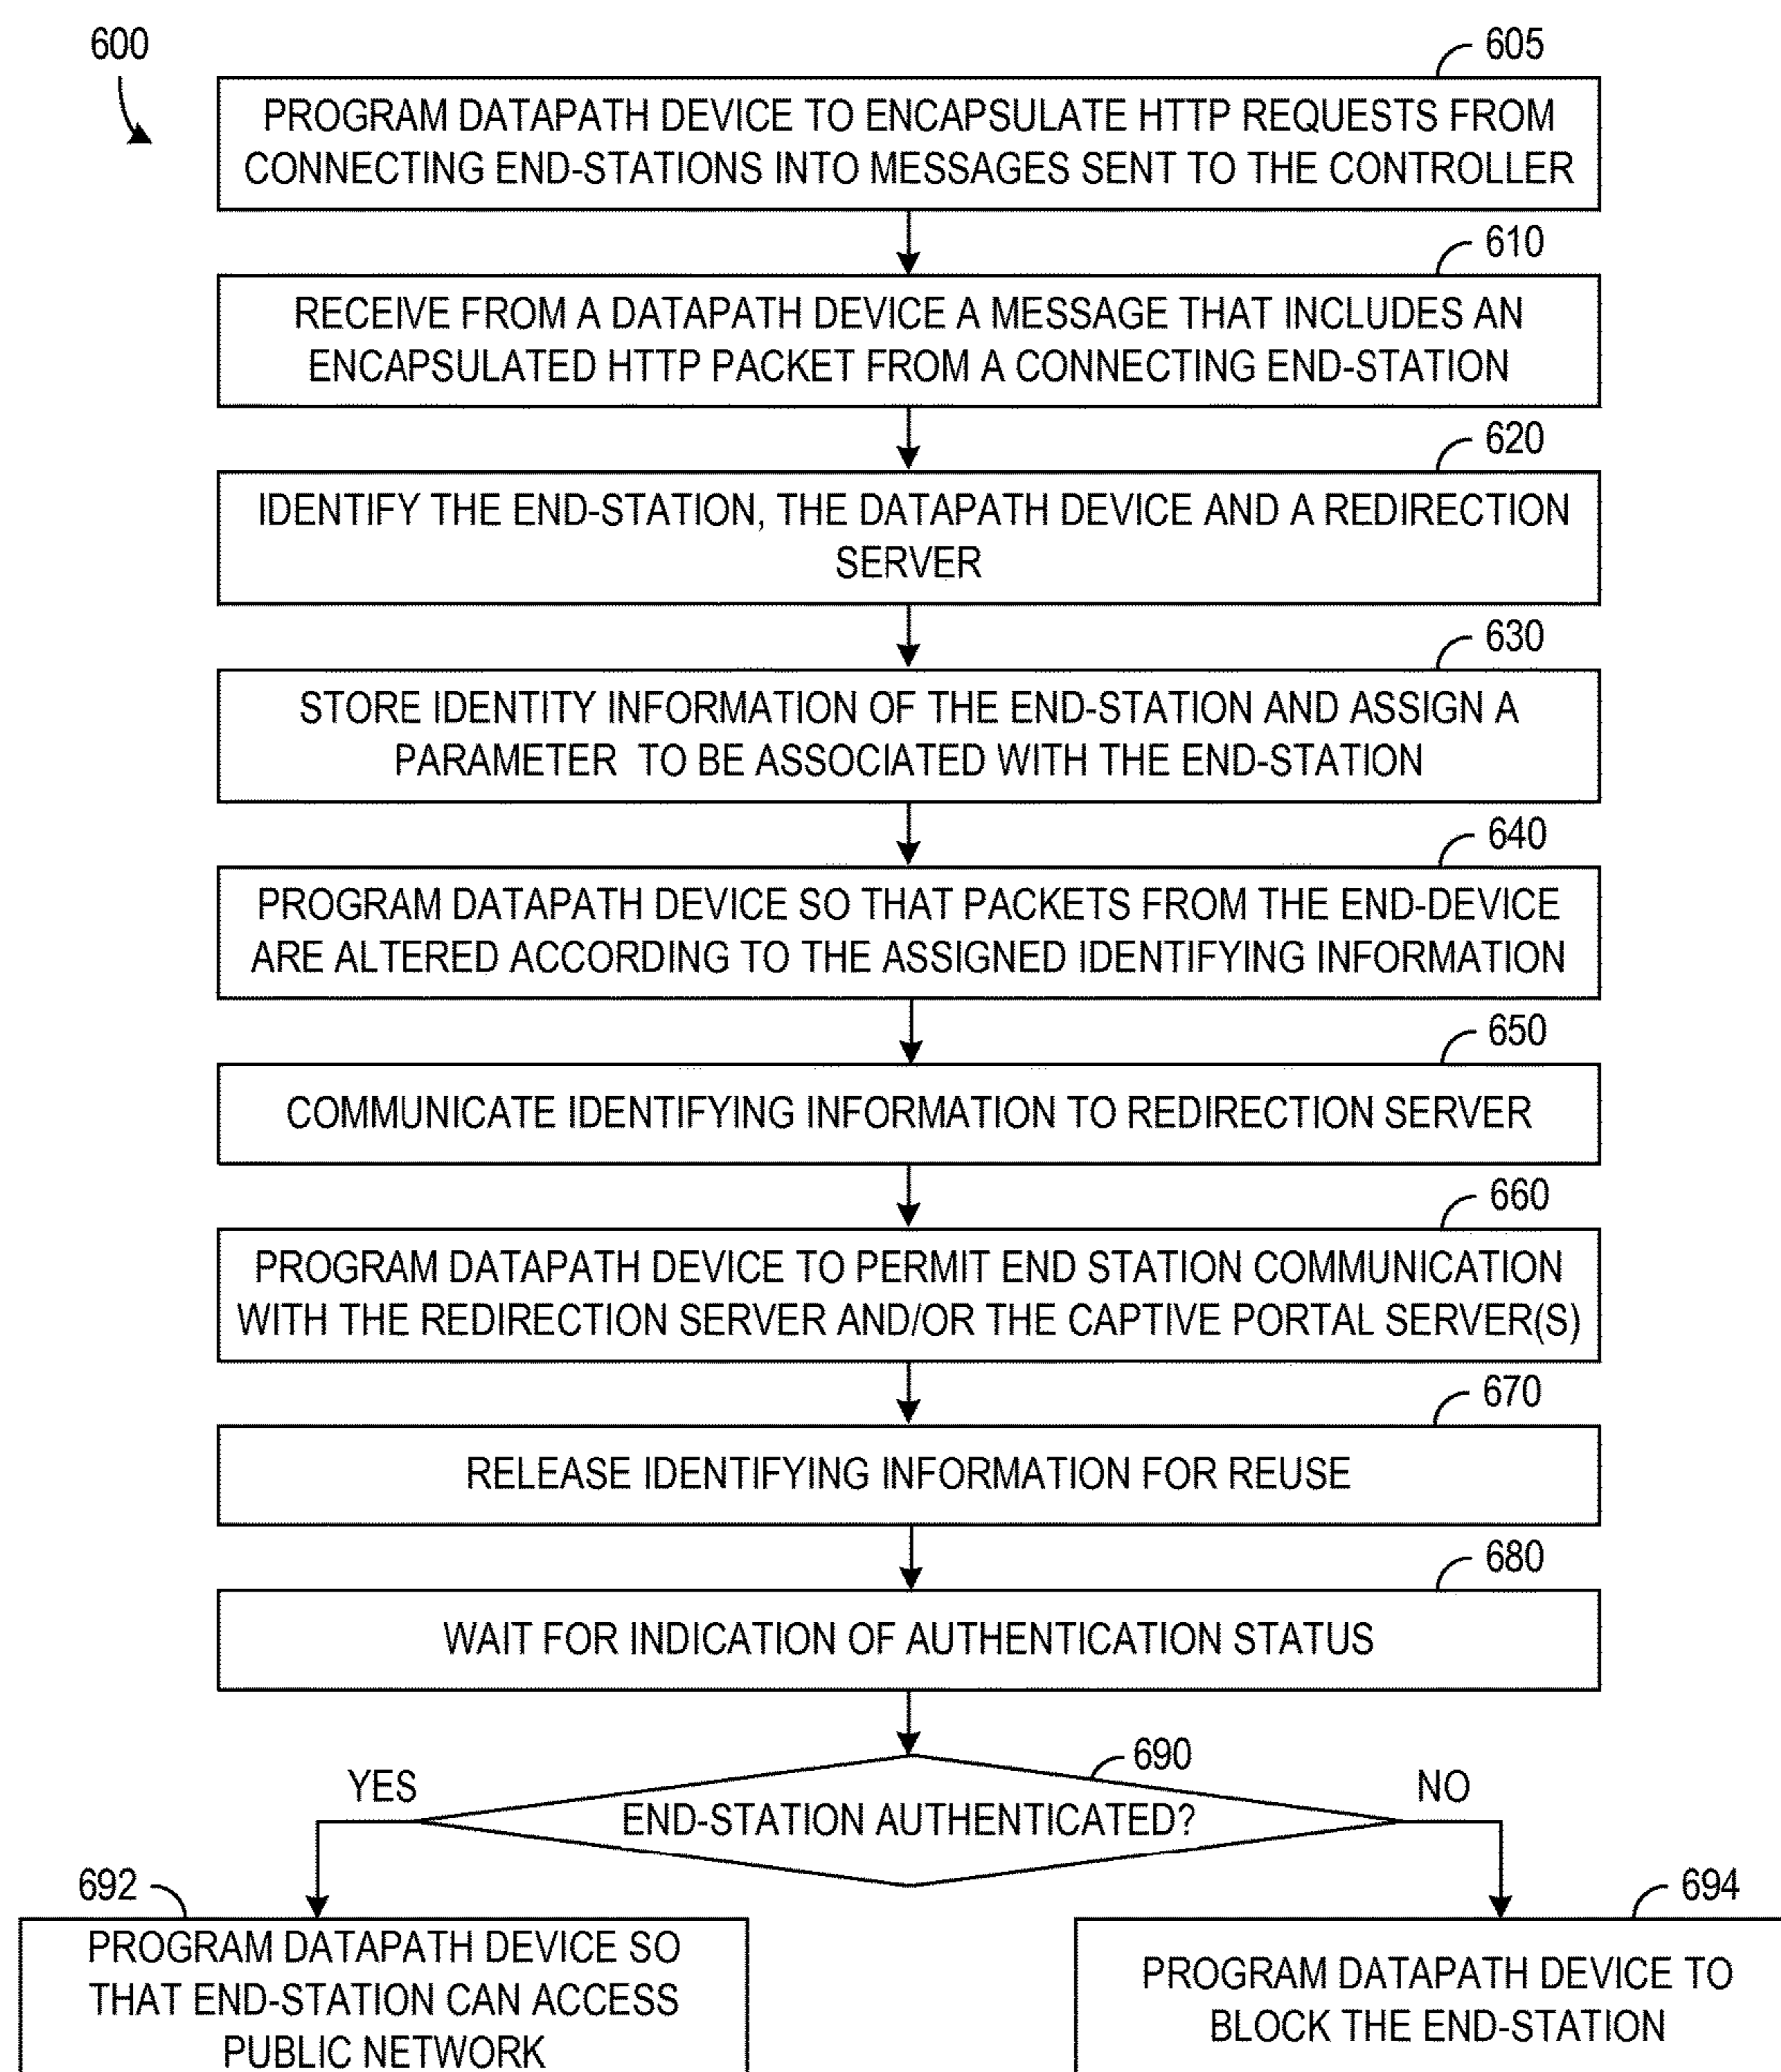 600
605
PROGRAM DATAPATH DEVICE TO ENCAPSULATE HTTP REQUESTS FROM
CONNECTING END-STATIONS INTO MESSAGES SENT TO THE CONTROLLER
610
RECEIVE FROM A DATAPATH DEVICE A MESSAGE THAT INCLUDES AN
ENCAPSULATED HTTP PACKET FROM A CONNECTING END-STATION
620
IDENTIFY THE END-STATION, THE DATAPATH DEVICE AND A REDIRECTION
SERVER
630
STORE IDENTITY INFORMATION OF THE END-STATION AND ASSIGN A
PARAMETER TO BE ASSOCIATED WITH THE END-STATION
640
PROGRAM DATAPATH DEVICE SO THAT PACKETS FROM THE END-DEVICE
ARE ALTERED ACCORDING TO THE ASSIGNED IDENTIFYING INFORMATION
650
COMMUNICATE IDENTIFYING INFORMATION TO REDIRECTION SERVER
660
PROGRAM DATAPATH DEVICE TO PERMIT END STATION COMMUNICATION
WITH THE REDIRECTION SERVER AND/OR THE CAPTIVE PORTAL SERVER(S)
670
RELEASE IDENTIFYING INFORMATION FOR REUSE
680
WAIT FOR INDICATION OF AUTHENTICATION STATUS
690
YES
NO
END-STATION AUTHENTICATED?
692
PROGRAM DATAPATH DEVICE SO
THAT END-STATION CAN ACCESS
PUBLIC NETWORK
694
PROGRAM DATAPATH DEVICE TO
BLOCK THE END-STATION